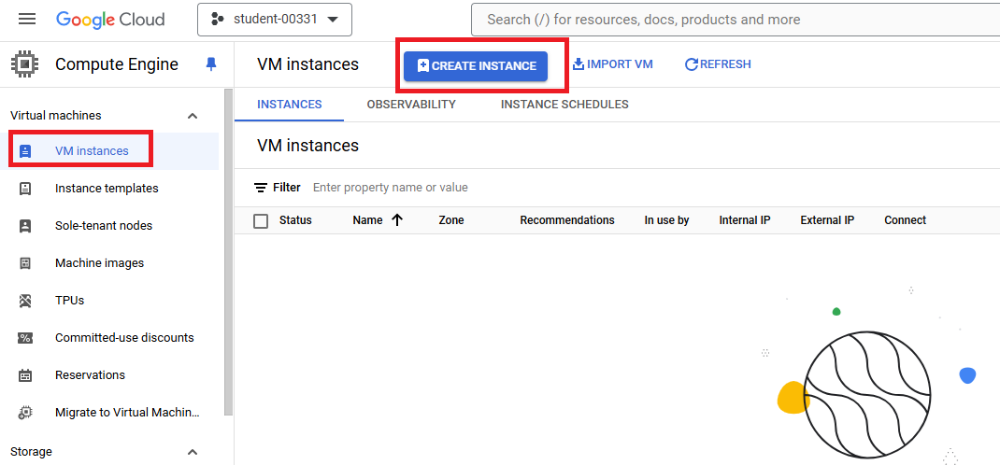 Google Cloud
student-00331
Search (/) for resources, docs, products and more
Compute Engine
VM instances
CREATE INSTANCE
IMPORT VM
REFRESH
Virtual machines
VM instances
Instance templates
Sole-tenant nodes
Machine images
TPUs
Committed-use discounts
Reservations
Migrate to Virtual Machin...
Storage
INSTANCES
OBSERVABILITY
INSTANCE SCHEDULES
VM instances
Filter
Enter property name or value
Status
Name
Zone
Recommendations
In use by
Internal IP
External IP
Connect